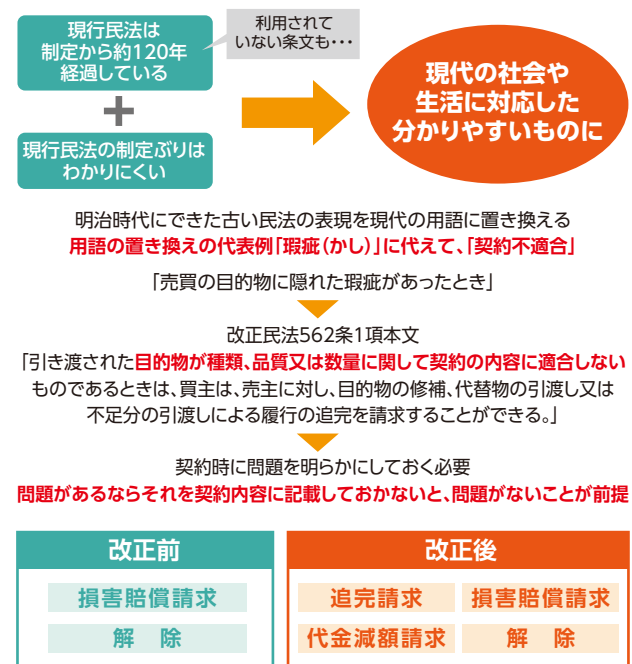 現行民法は
制定から約120年
経過している
利用されて
いない条文も・・・
+
現行民法の制定ぶりは
わかりにくい
現代の社会や
生活に対応した
分かりやすいものに
明治時代にできた古い民法の表現を現代の用語に置き換える
用語の置き換えの代表例「瑕疵（かし）」に代えて、「契約不適合」
「売買の目的物に隠れた瑕疵があったとき」
改正民法562条1項本文
「引き渡された目的物が種類、品質又は数量に関して契約の内容に適合しない
ものであるときは、買主は、売主に対し、目的物の修補、代替物の引渡し又は
不足分の引渡しによる履行の追完を請求することができる。」
契約時に問題を明らかにしておく必要
問題があるならそれを契約内容に記載しておかないと、問題がないことが前提
改正前
損害賠償請求
解 除
改正後
追完請求 損害賠償請求
代金減額請求 解 除